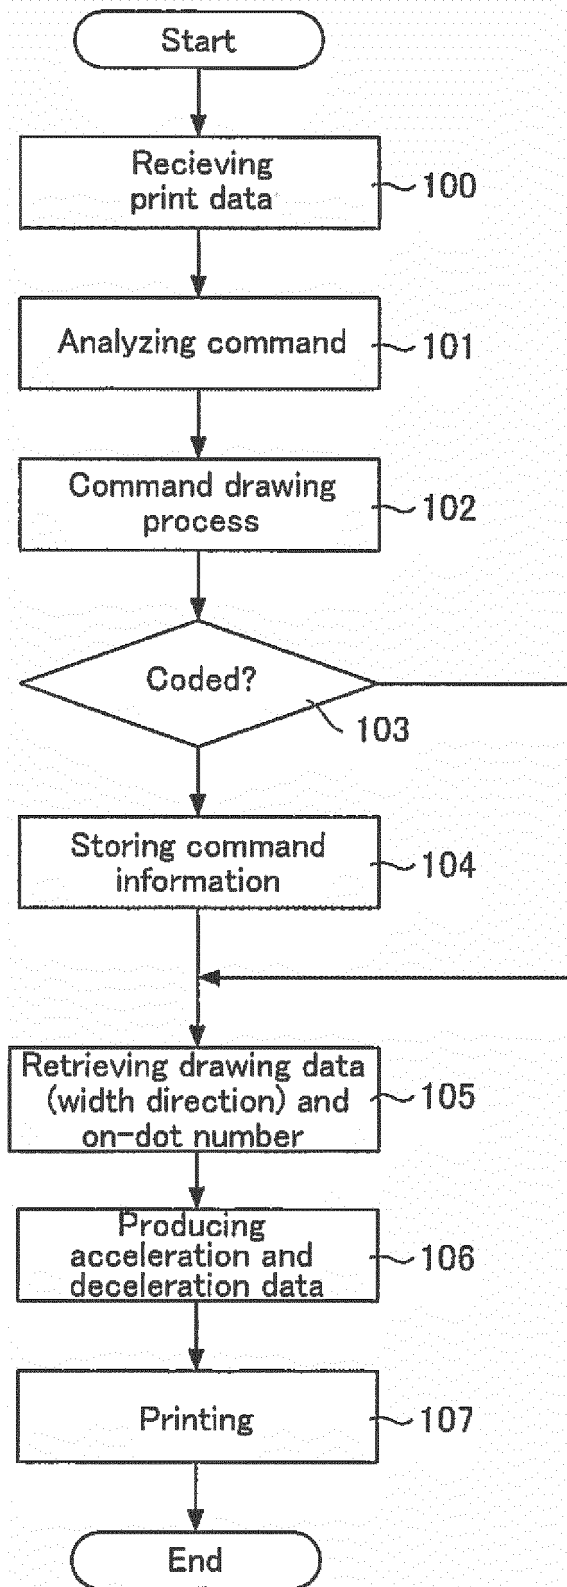 Start
Recieving
print data
100
Analyzing command
101
Command drawing
process
102
Coded?
103
Storing command
information
104
Retrieving drawing data
(width direction) and
on-dot number
105
Producing
acceleration and
deceleration data
106
Printing
107
End